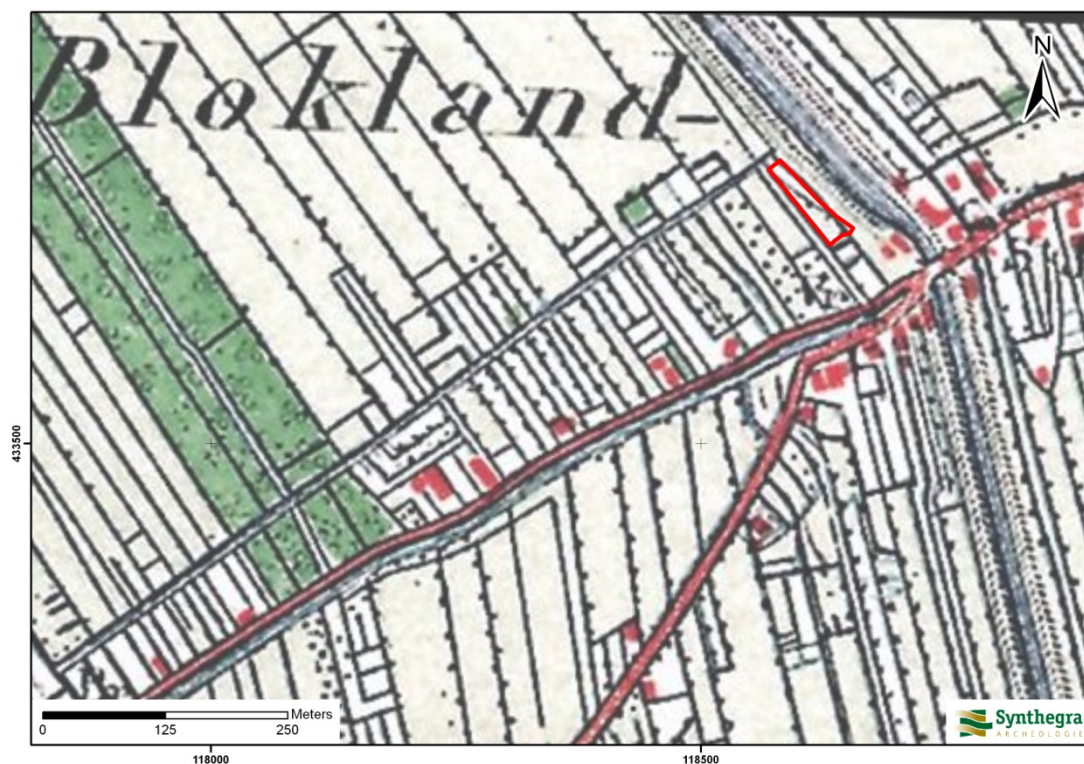 Blokland-
N
433500
Meters
0 125 250
Synthegra
ARCHEOLOGIE
118000 118500